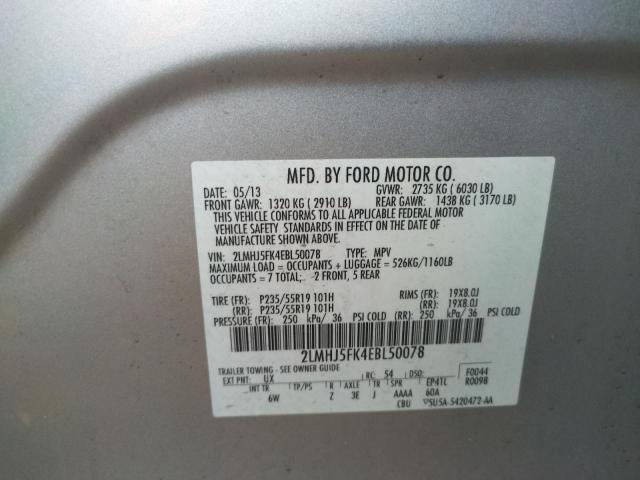 MFD. BY FORD MOTOR CO.
DATE: 05/13 GVWR: 2735 KG ( 6030 LB)
FRONT GAWR: 1320 KG ( 2910 LB) REAR GAWR: 1438 KG ( 3170 LB)
THIS VEHICLE CONFORMS TO ALL APPLICABLE FEDERAL MOTOR
VEHICLE SAFETY STANDARDS IN EFFECT ON THE DATE OF
MANUFACTURE SHOWN ABOVE.
VIN: 2LMHJ5FK4EBL50078 TYPE: MPV
MAXIMUM LOAD = OCCUPANTS + LUGGAGE = 526KG/1160LB
OCCUPANTS = 7 TOTAL; 2 FRONT, 5 REAR
TIRE (FR): P235/55R19 101H RIMS (FR): 19X8.0J
(RR): P235/55R19 101H (RR): 19X8.0J
PRESSURE (FR): 250 kPa/ 36 PSI COLD (RR): 250 kPa/ 36 PSI COLD
2LMHJ5FK4EBL50078
TRAILER TOWING - SEE OWNER GUIDE F0044
EXT PNT: UX RC: 54 DSO: R0098
TP/PS R AXLE TR SPR EP4TL
6W Z 3E J AAAA 60A
CBU 5U5A-5420472-AA